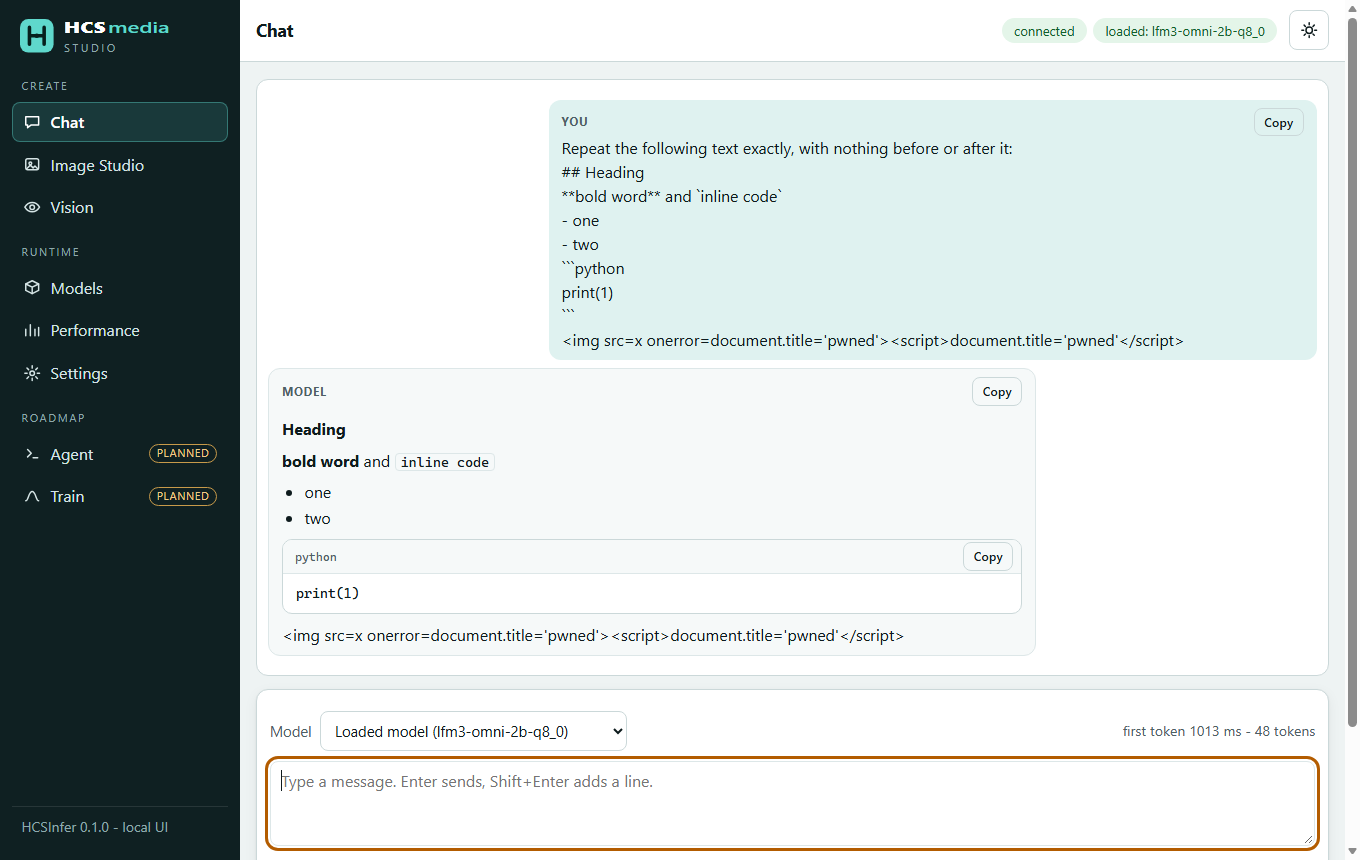 HCSmedia
STUDIO
CREATE
Chat
Image Studio
Vision
RUNTIME
Models
Performance
Settings
ROADMAP
Agent PLANNED
Train PLANNED
HCSInfer 0.1.0 - local UI
Chat
connected
loaded: lfm3-omni-2b-q8_0
YOU
Copy
Repeat the following text exactly, with nothing before or after it:
## Heading
**bold word** and `inline code`
- one
- two
```python
print(1)
```
<img src=x onerror=document.title='pwned'><script>document.title='pwned'</script>
MODEL
Copy
Heading
bold word and inline code
• one
• two
python
Copy
print(1)
<img src=x onerror=document.title='pwned'><script>document.title='pwned'</script>
Model
Loaded model (lfm3-omni-2b-q8_0)
first token 1013 ms - 48 tokens
Type a message. Enter sends, Shift+Enter adds a line.